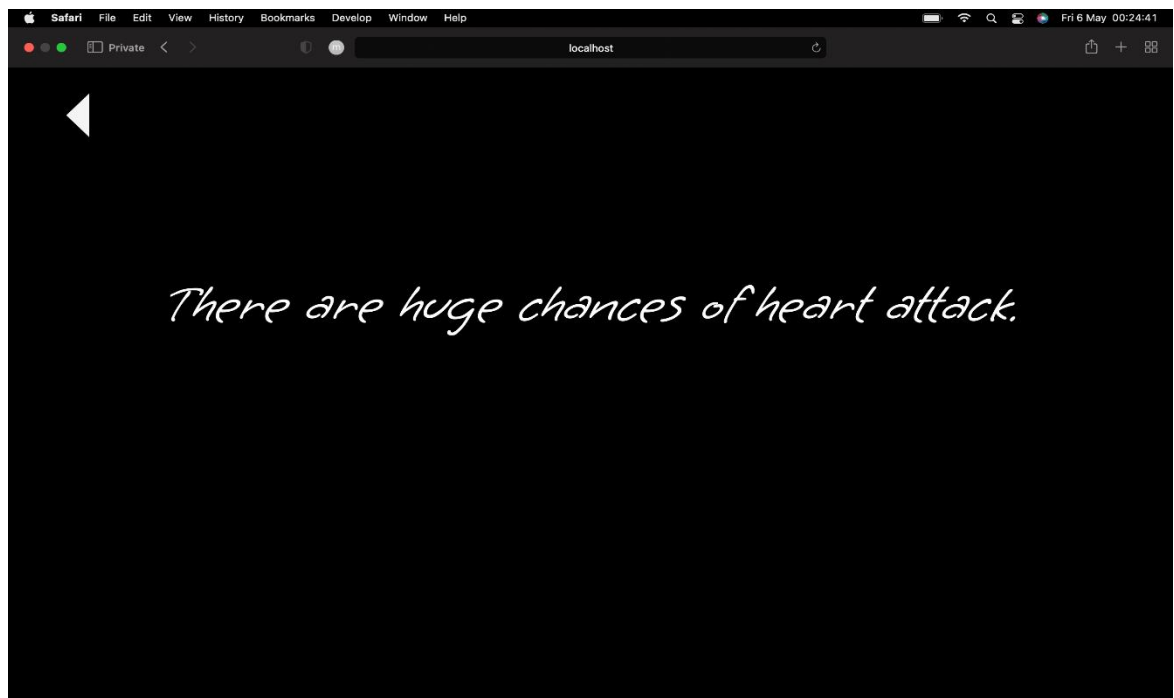 Safari File Edit View History Bookmarks Develop Window Help Fri 6 May 00:24:41
Private m localhost
There are huge chances of heart attack.